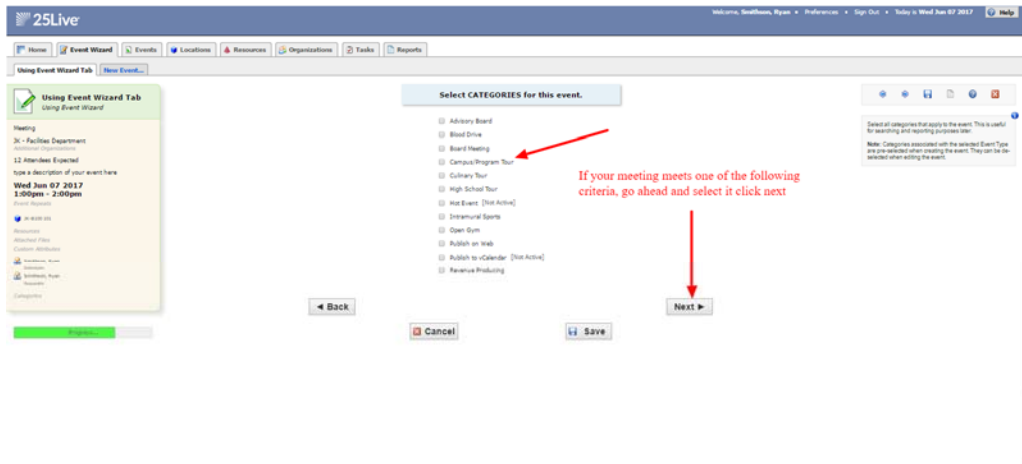 25Live
Welcome, Smithson, Ryan • Preferences • Sign Out • Today is Wed Jun 07 2017
Help
Home
Event Wizard
Events
Locations
Resources
Organizations
Tasks
Reports
Using Event Wizard Tab
New Event...
Using Event Wizard Tab
Using Event Wizard
Meeting
JK - Facilities Department
Additional Organizations
12 Attendees Expected
type a description of your event here
Wed Jun 07 2017
1:00pm - 2:00pm
Event Repeats
Resources
Attached Files
Custom Attributes
Smithson, Ryan
Requestor
Categories
Progress...
Select CATEGORIES for this event.
Advisory Board
Blood Drive
Board Meeting
Campus/Program Tour
Culinary Tour
High School Tour
Hot Event [Not Active]
Intramural Sports
Open Gym
Publish on Web
Publish to vCalendar [Not Active]
Revenue Producing
If your meeting meets one of the following
criteria, go ahead and select it click next
Back
Next
Cancel
Save
Select all categories that apply to the event. This is useful
for searching and reporting purposes later.
Note: Categories associated with the selected Event Type
are pre-selected when creating the event. They can be de-
selected when editing the event.